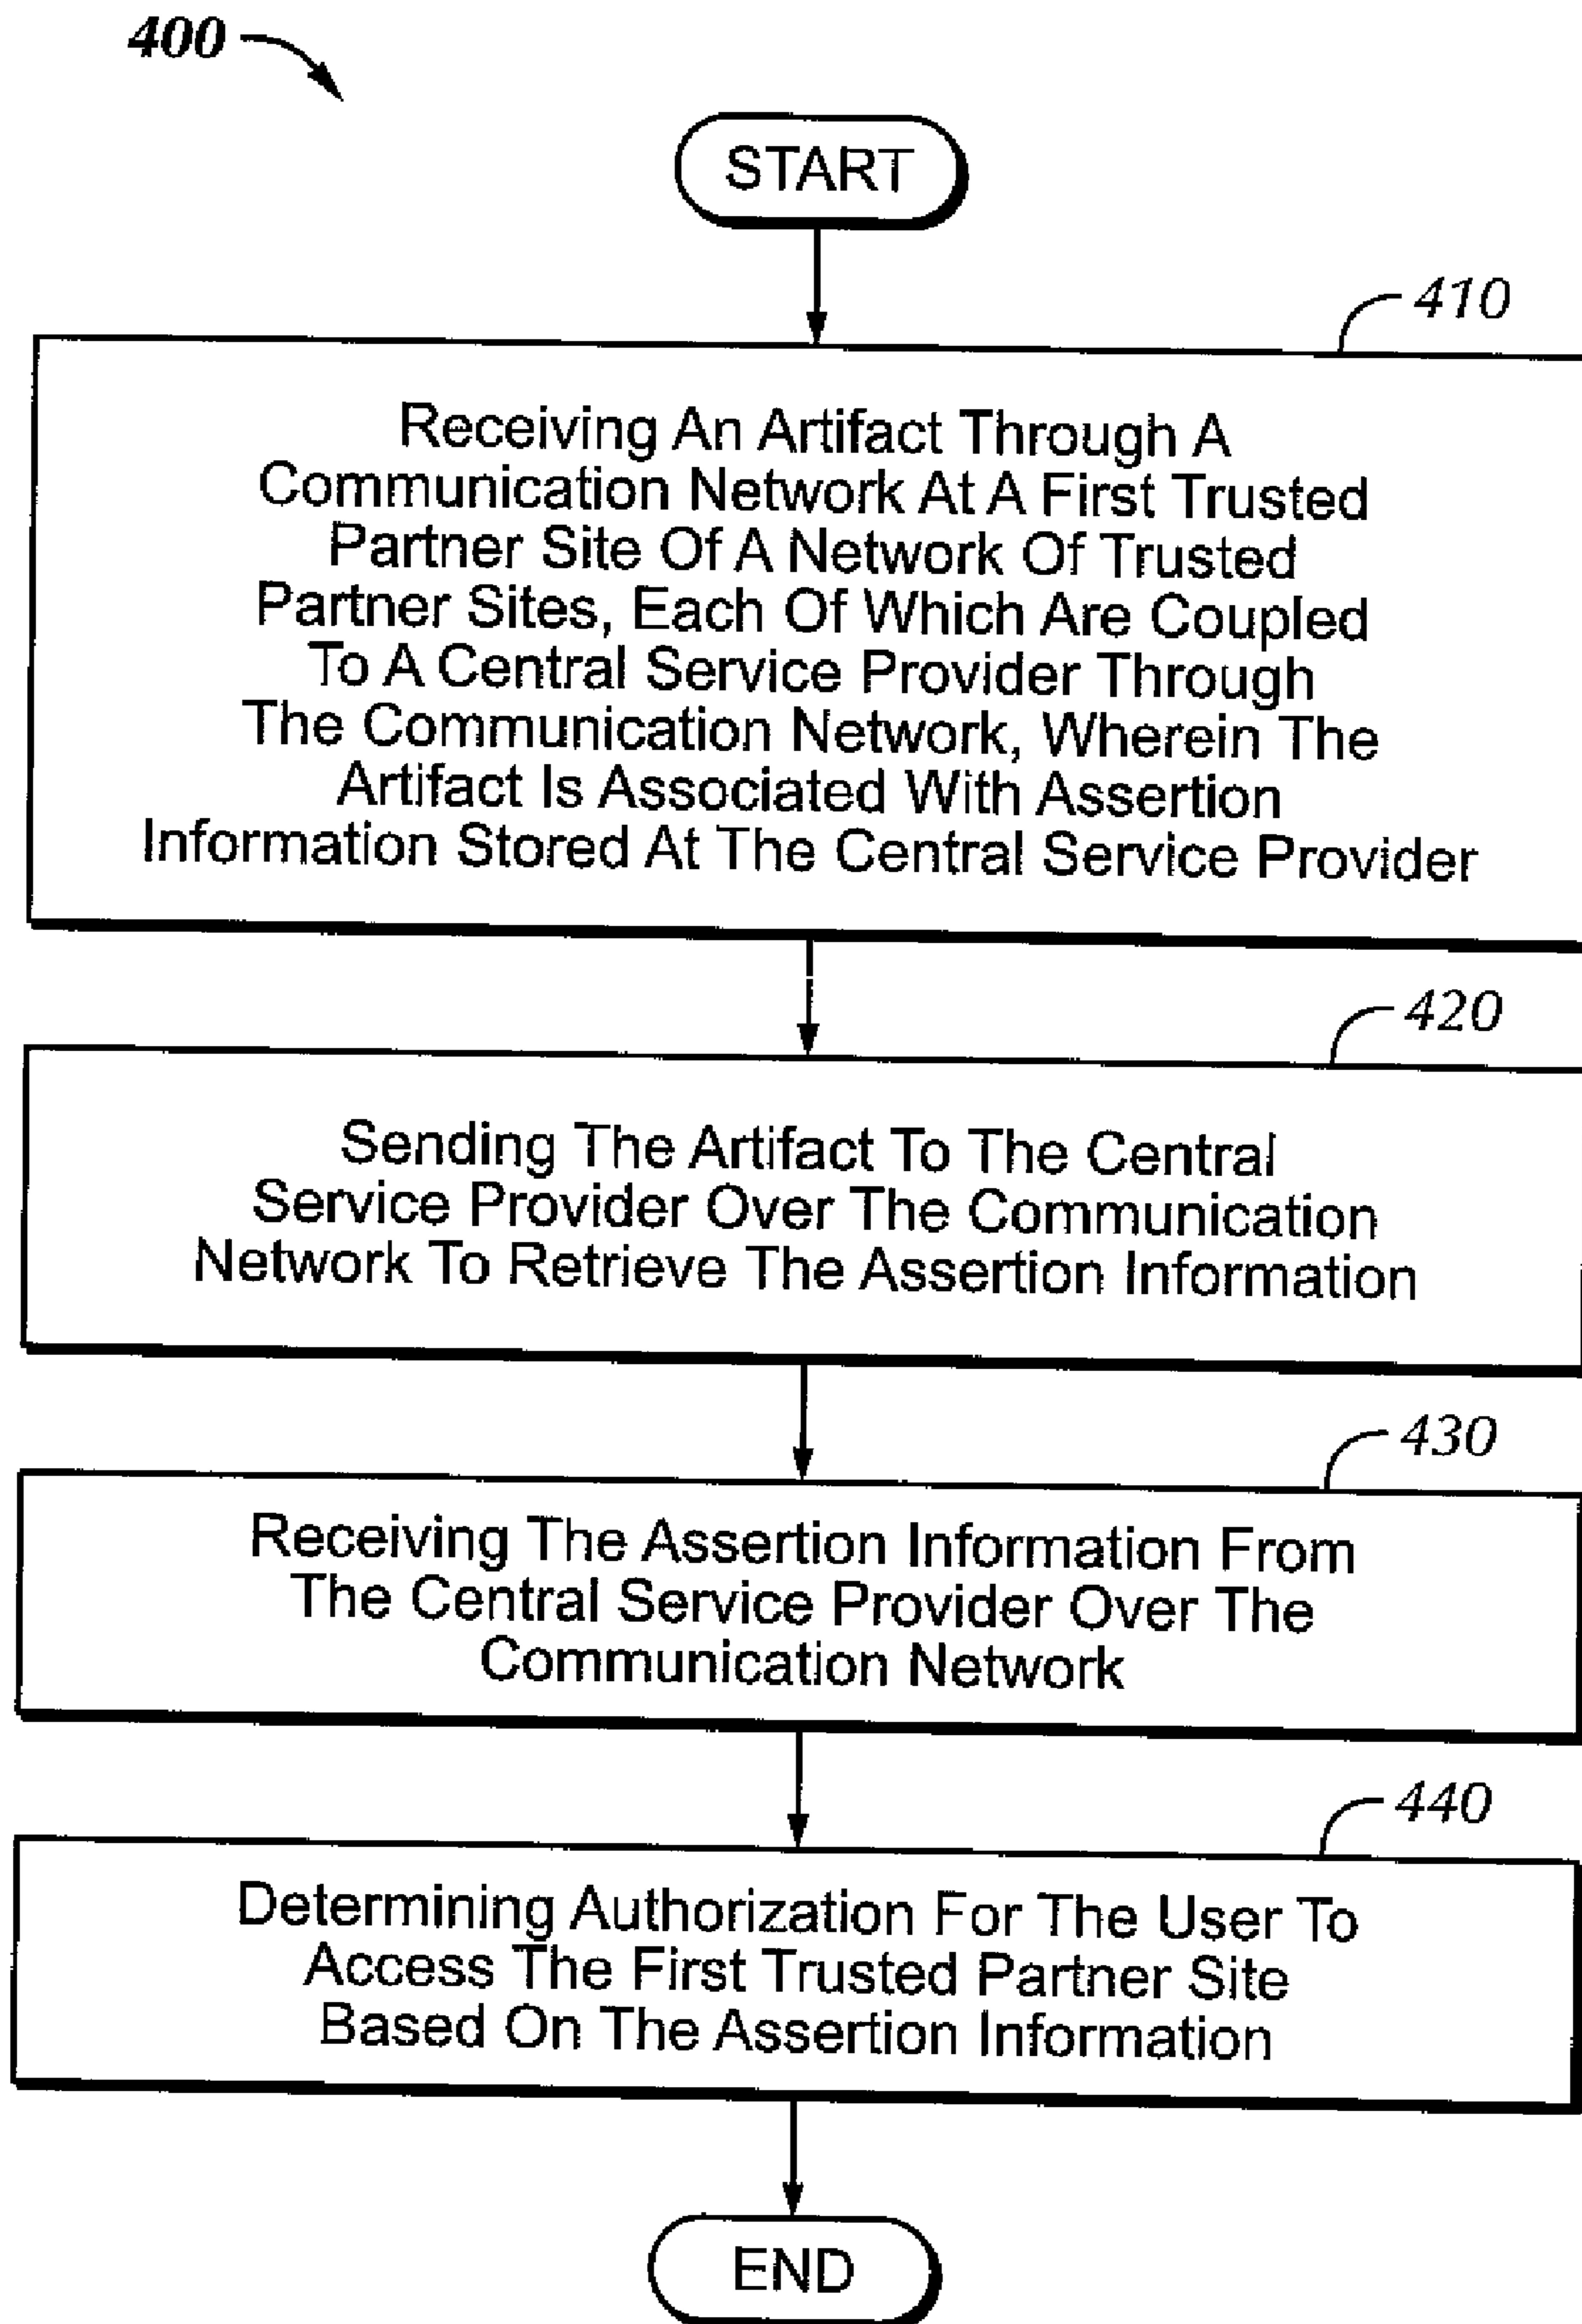 400
START
410
Receiving An Artifact Through A
Communication Network At A First Trusted
Partner Site Of A Network Of Trusted
Partner Sites, Each Of Which Are Coupled
To A Central Service Provider Through
The Communication Network, Wherein The
Artifact Is Associated With Assertion
Information Stored At The Central Service Provider
420
Sending The Artifact To The Central
Service Provider Over The Communication
Network To Retrieve The Assertion Information
430
Receiving The Assertion Information From
The Central Service Provider Over The
Communication Network
440
Determining Authorization For The User To
Access The First Trusted Partner Site
Based On The Assertion Information
END